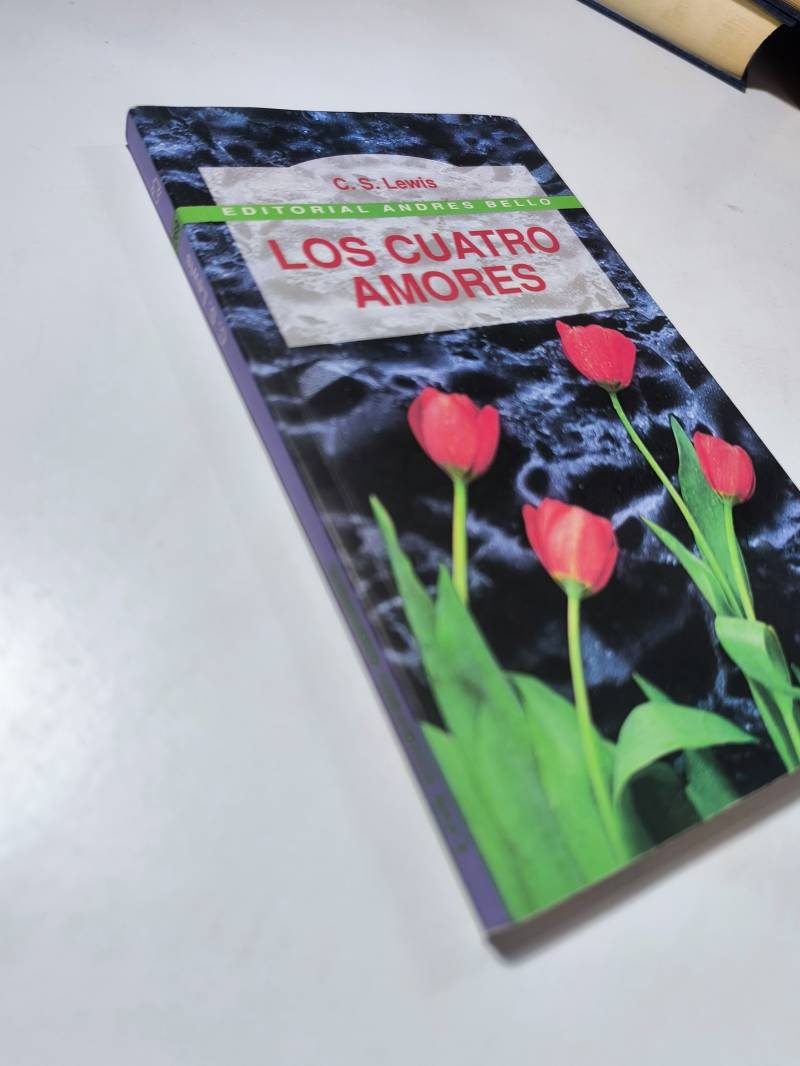 C. S. Lewis
EDITORIAL ANDRES BELLO
LOS CUATRO
AMORES